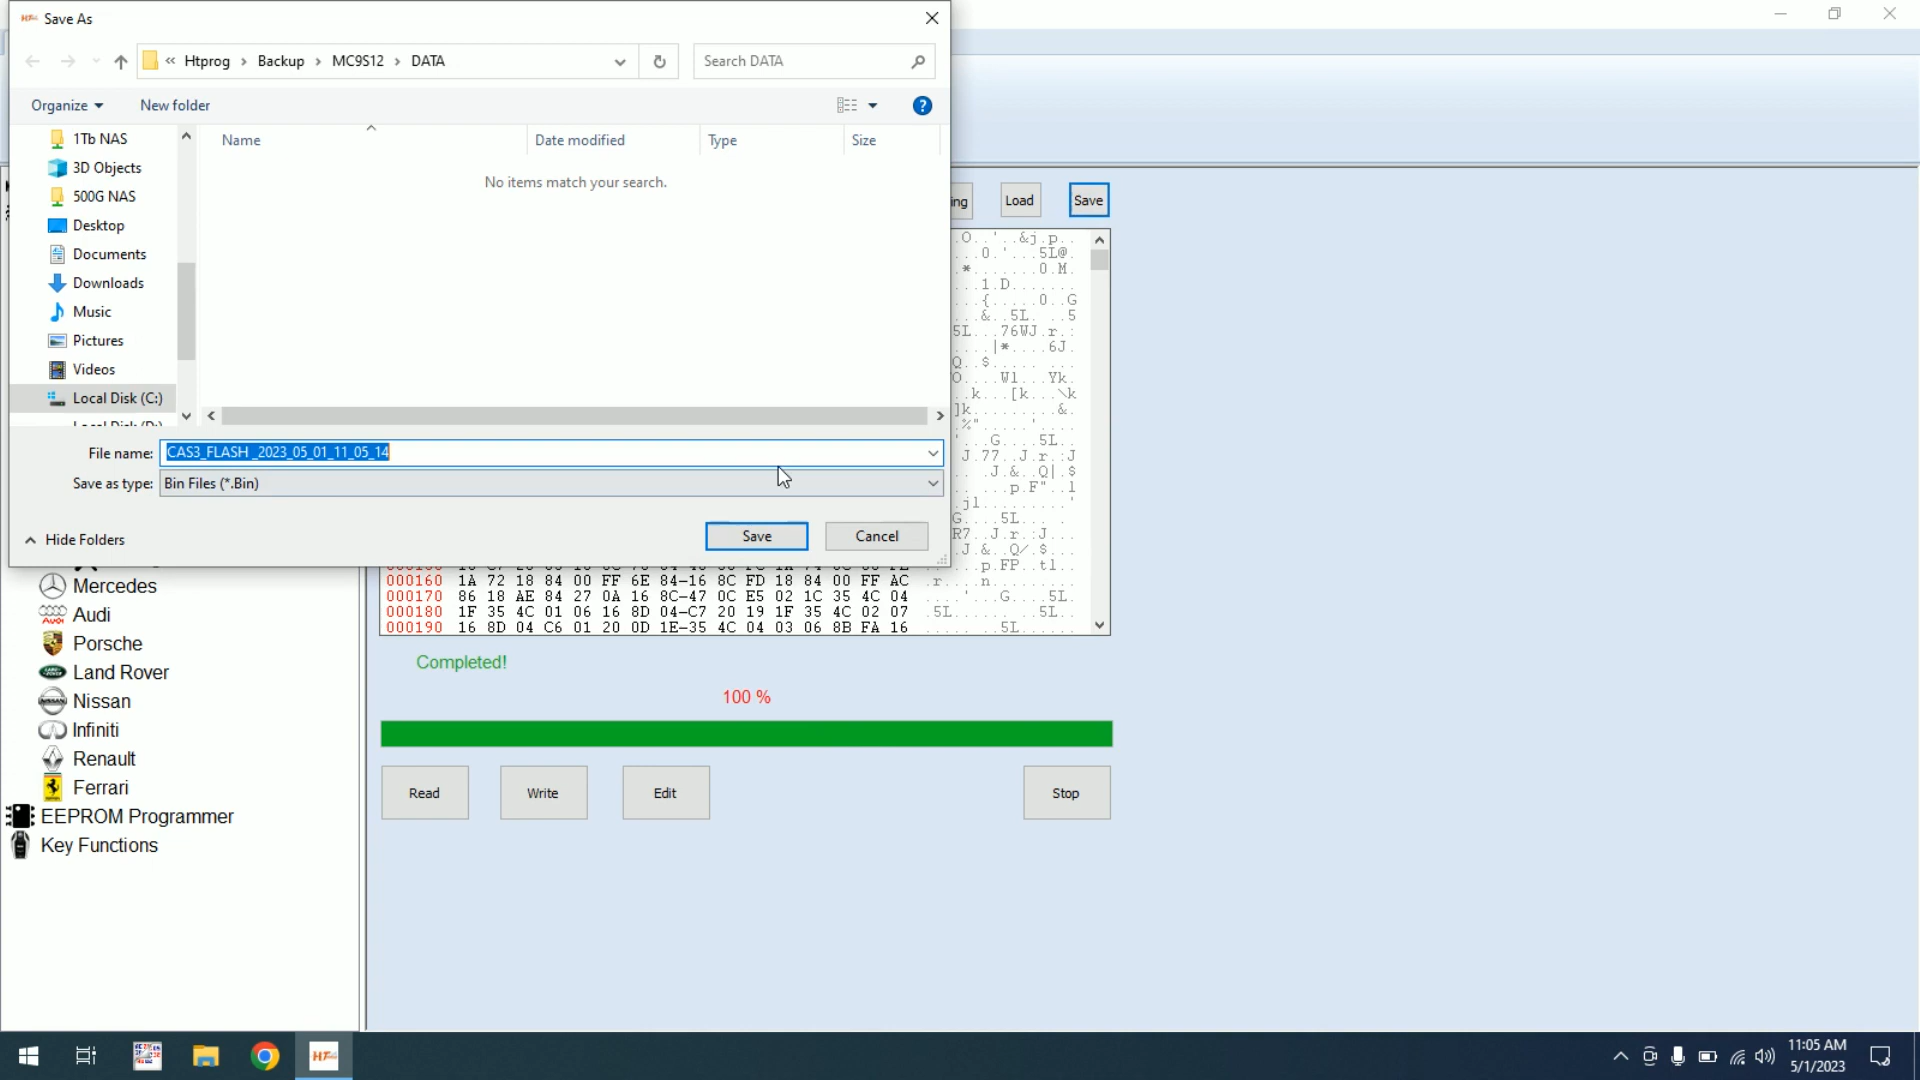 Save As
« Htprog > Backup > MC9S12 > DATA
Search DATA
Organize
New folder
1Tb NAS
3D Objects
500G NAS
Desktop
Documents
Downloads
Music
Pictures
Videos
Local Disk (C:)
Name
Date modified
Type
Size
No items match your search.
File name: CAS3_FLASH _2023_05_01_11_05_14
Save as type: Bin Files (*.Bin)
Hide Folders
Save
Cancel
ing
Load
Save
000160 1A 72 18 84 00 FF 6E 84-16 8C FD 18 84 00 FF AC
000170 86 18 AE 84 27 0A 16 8C-47 0C E5 02 1C 35 4C 04
000180 1F 35 4C 01 06 16 8D 04-C7 20 19 1F 35 4C 02 07
000190 16 8D 04 C6 01 20 0D 1E-35 4C 04 03 06 8B FA 16
Completed!
100 %
Read
Write
Edit
Stop
Mercedes
Audi
Porsche
Land Rover
Nissan
Infiniti
Renault
Ferrari
EEPROM Programmer
Key Functions
11:05 AM
5/1/2023